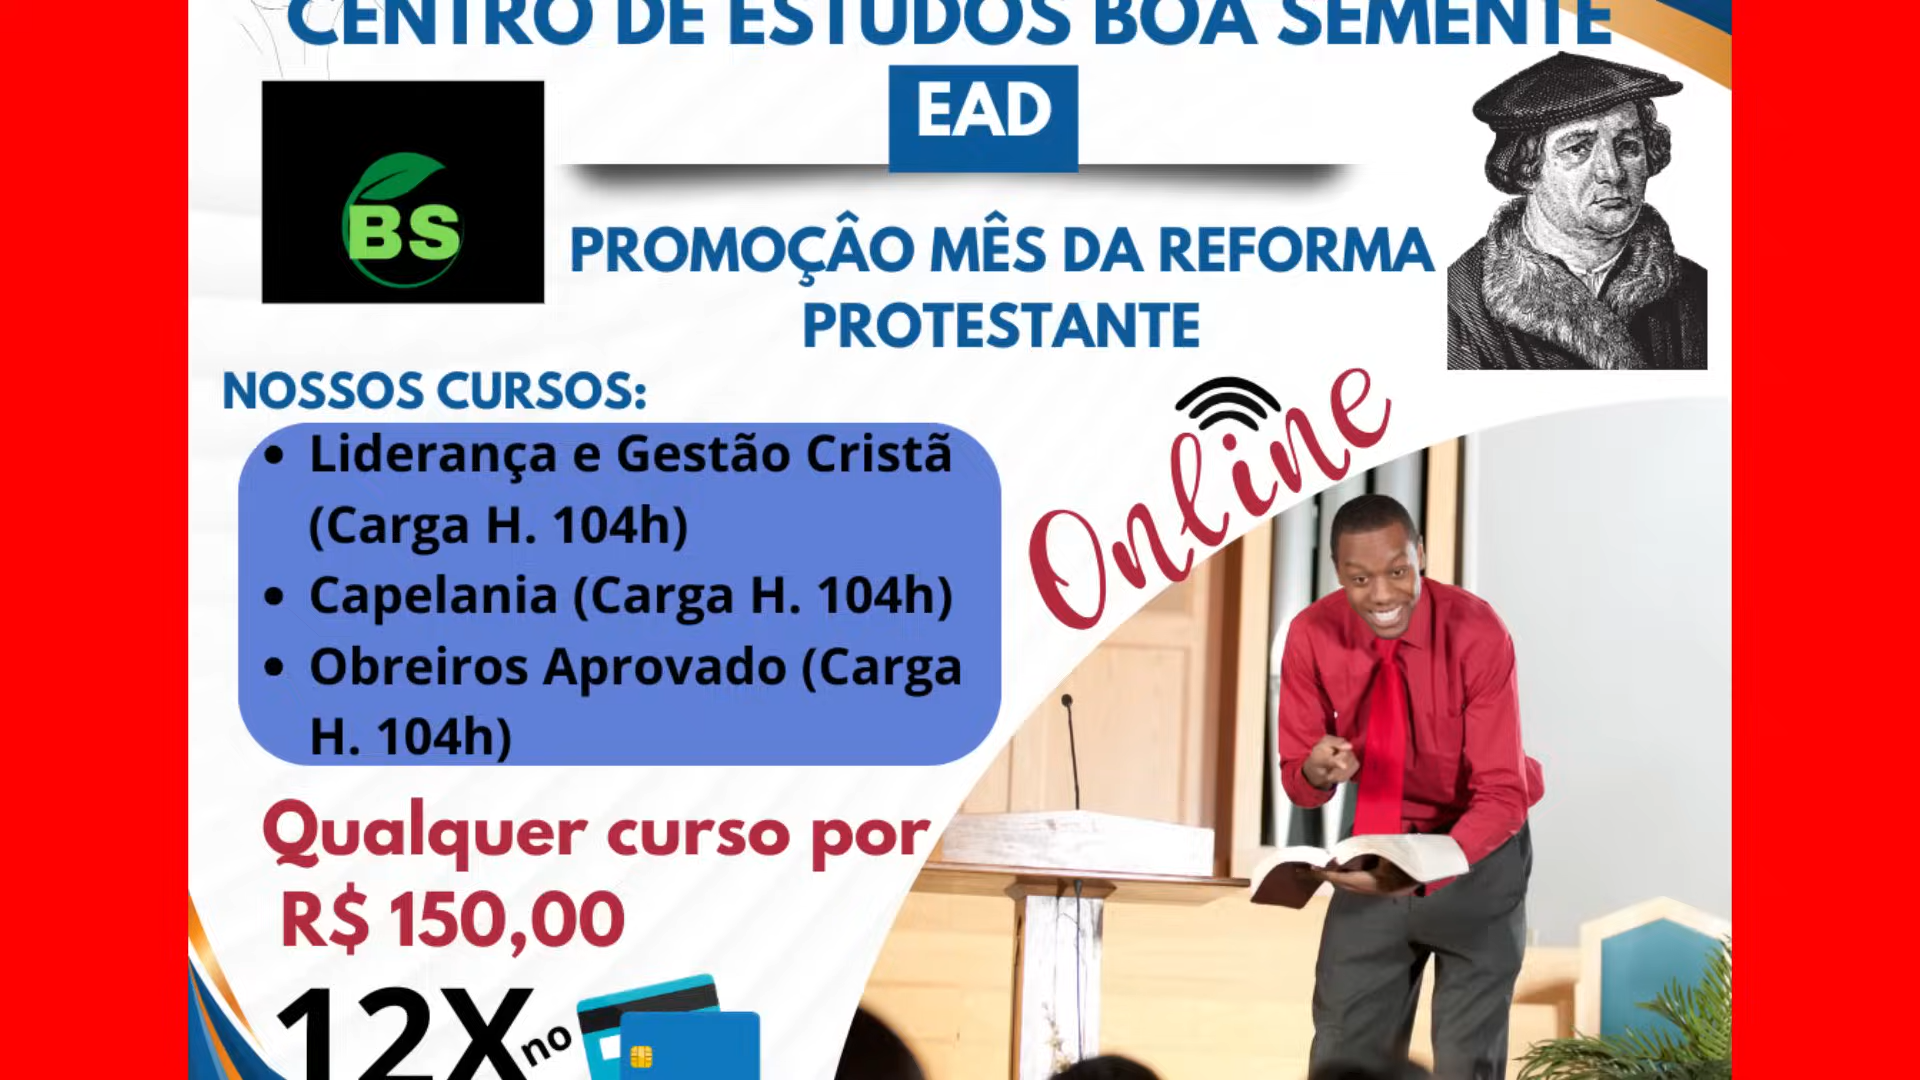 CENTRO DE ESTUDOS BOA SEMENTE
EAD
BS
PROMOÇÂO MÊS DA REFORMA
PROTESTANTE
NOSSOS CURSOS:
• Liderança e Gestão Cristã
(Carga H. 104h)
• Capelania (Carga H. 104h)
• Obreiros Aprovado (Carga
H. 104h)
Online
Qualquer curso por
R$ 150,00
12X no